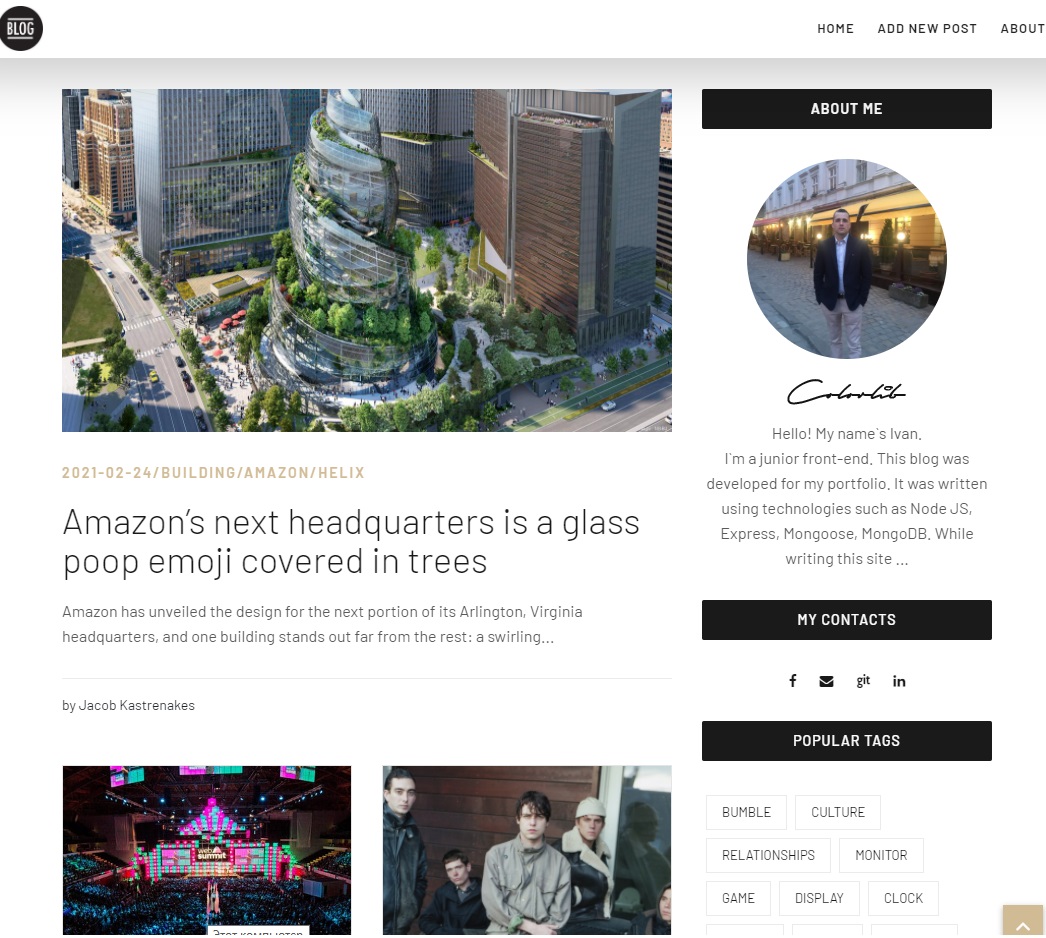 BLOG
HOME ADD NEW POST ABOUT
2021-02-24/BUILDING/AMAZON/HELIX
Amazon’s next headquarters is a glass
poop emoji covered in trees
Amazon has unveiled the design for the next portion of its Arlington, Virginia
headquarters, and one building stands out far from the rest: a swirling...
by Jacob Kastrenakes
web
summit
Этот компьютер
ABOUT ME
Colorlib
Hello! My name`s Ivan.
I`m a junior front-end. This blog was
developed for my portfolio. It was written
using technologies such as Node JS,
Express, Mongoose, MongoDB. While
writing this site ...
MY CONTACTS
git in
POPULAR TAGS
BUMBLE CULTURE
RELATIONSHIPS MONITOR
GAME DISPLAY CLOCK